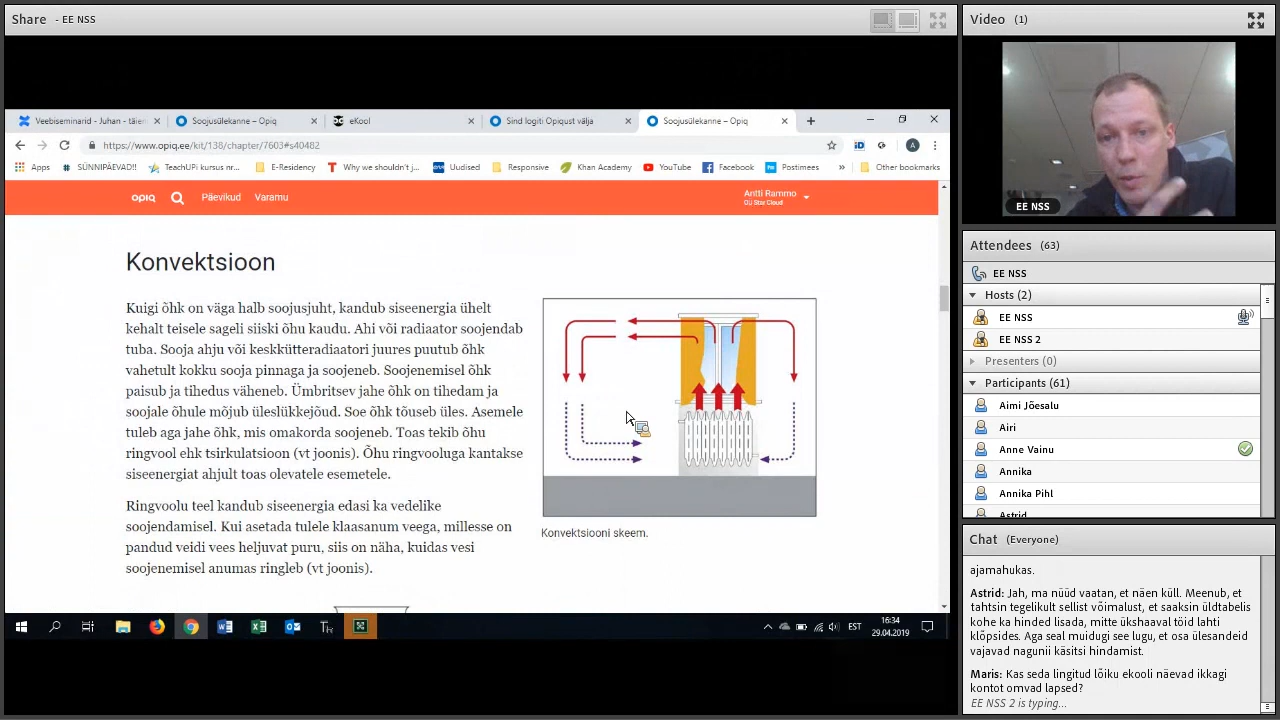 Share - EE NSS
Veebiseminarid - Juhan - täien
Soojusülekanne – Opiq
eKool
Sind logiti Opiqust välja
Soojusülekanne – Opiq
https://www.opiq.ee/kit/138/chapter/7603#s40482
Apps
SÜNNIPÄEVAD!!
TeachUPi kursus nr...
E-Residency
Why we shouldn't j...
Uudised
Responsive
Khan Academy
YouTube
Facebook
Postimees
Other bookmarks
opiq
Päevikud
Varamu
Antti Rammo
OÜ Star Cloud
Konvektsioon
Kuigi õhk on väga halb soojusjuht, kandub siseenergia ühelt
kehalt teisele sageli siiski õhu kaudu. Ahi või radiaator soojendab
tuba. Sooja ahju või keskkütteradiaatori juures puutub õhk
vahetult kokku sooja pinnaga ja soojeneb. Soojenemisel õhk
paisub ja tihedus väheneb. Ümbritsev jahe õhk on tihedam ja
soojale õhule mõjub üleslükkejõud. Soe õhk tõuseb üles. Asemele
tuleb aga jahe õhk, mis omakorda soojeneb. Toas tekib õhu
ringvool ehk tsirkulatsioon (vt joonis). Õhu ringvooluga kantakse
siseenergiat ahjult toas olevatele esemetele.
Ringvoolu teel kandub siseenergia edasi ka vedelike
soojendamisel. Kui asetada tulele klaasanum veega, millesse on
pandud veidi vees heljuvat puru, siis on näha, kuidas vesi
soojenemisel anumas ringleb (vt joonis).
Konvektsiooni skeem.
EST
16:34
29.04.2019
Video (1)
EE NSS
Attendees (63)
EE NSS
Hosts (2)
EE NSS
EE NSS 2
Presenters (0)
Participants (61)
Aimi Jõesalu
Airi
Anne Vainu
Annika
Annika Pihl
Astrid
Chat (Everyone)
ajamahukas.
Astrid: Jah, ma nüüd vaatan, et näen küll. Meenub, et
tahtsin tegelikult sellist võimalust, et saaksin üldtabelis
kohe ka hinded lisada, mitte ükshaaval töid lahti
klõpsides. Aga seal muidugi see lugu, et osa ülesandeid
vajavad nagunii käsitsi hindamist.
Maris: Kas seda lingitud lõiku ekooli näevad ikkagi
kontot omvad lapsed?
EE NSS 2 is typing...